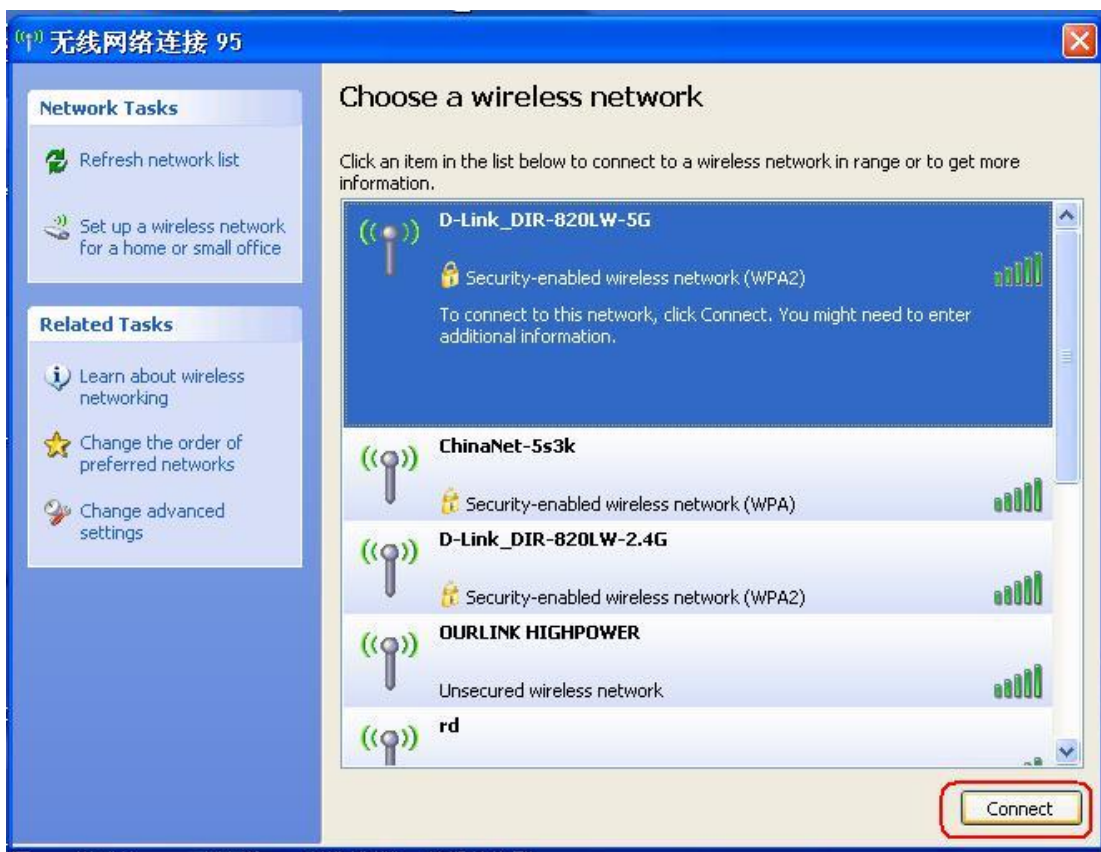 无线网络连接 95
Network Tasks
Refresh network list
Set up a wireless network
for a home or small office
Related Tasks
Learn about wireless
networking
Change the order of
preferred networks
Change advanced
settings
Choose a wireless network
Click an item in the list below to connect to a wireless network in range or to get more
information.
D-Link_DIR-820LW-5G
Security-enabled wireless network (WPA2)
To connect to this network, click Connect. You might need to enter
additional information.
ChinaNet-5s3k
Security-enabled wireless network (WPA)
D-Link_DIR-820LW-2.4G
Security-enabled wireless network (WPA2)
OURLINK HIGHPOWER
Unsecured wireless network
rd
Connect